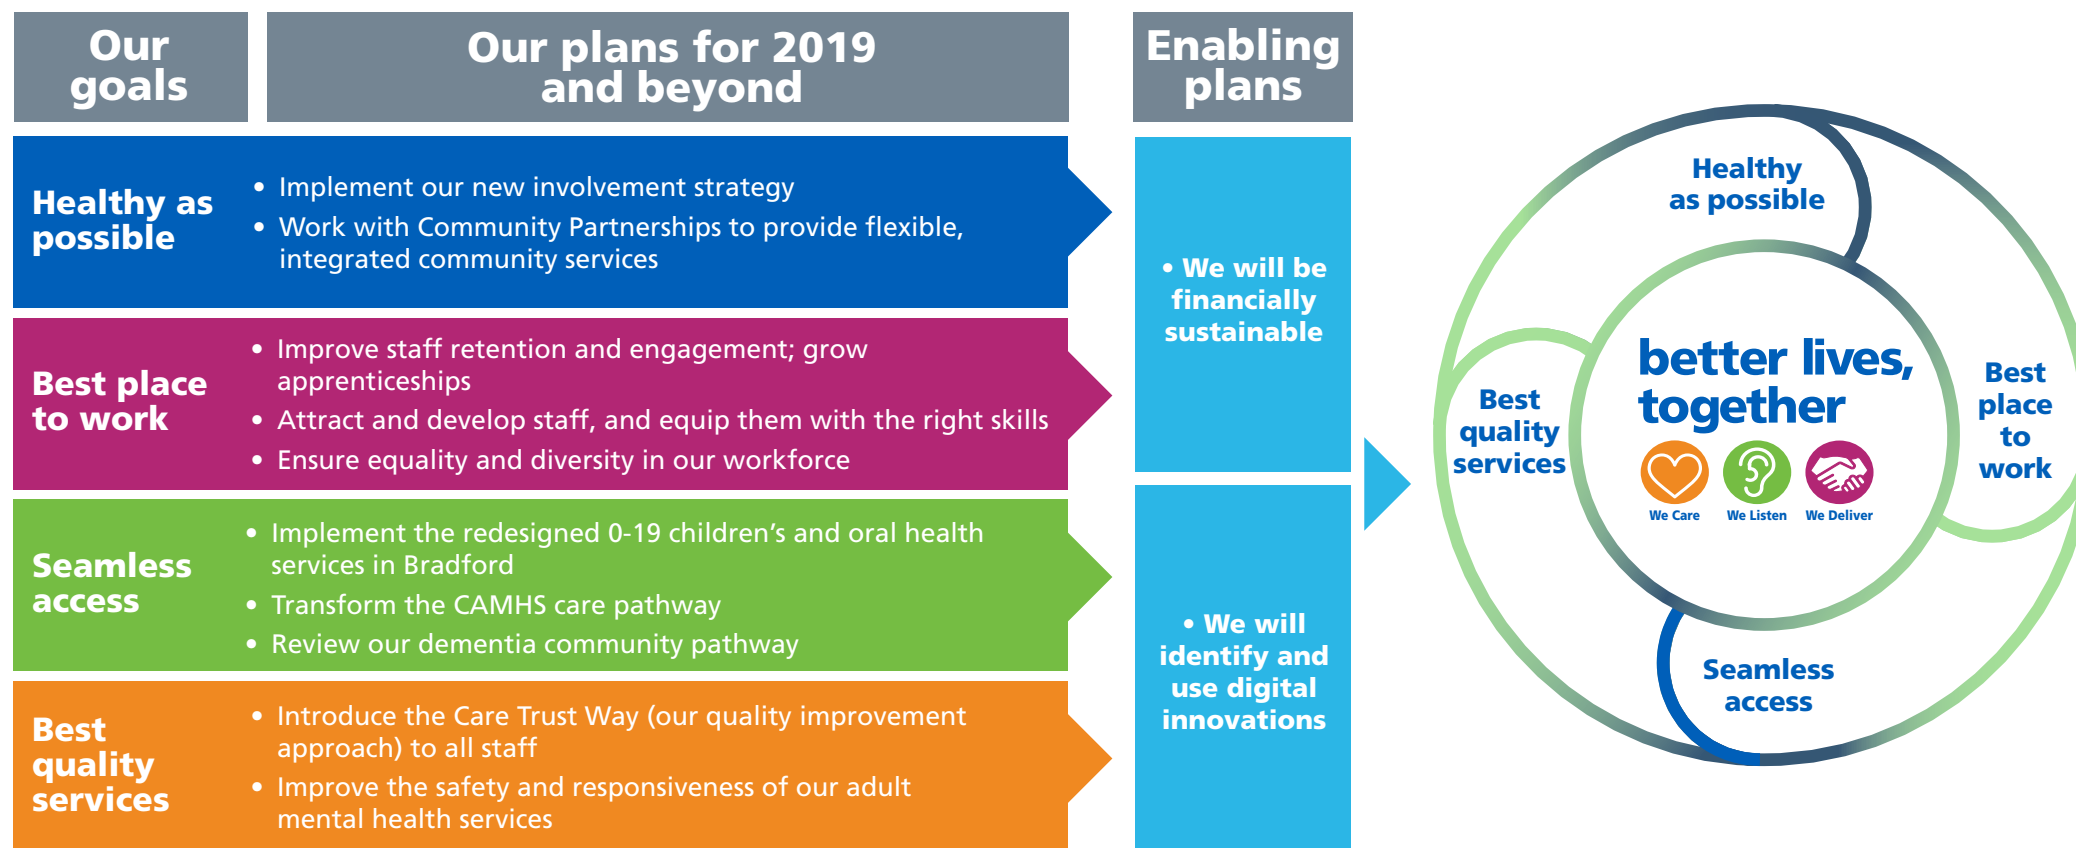 Our
goals
Our plans for 2019
and beyond
Enabling
plans
Healthy as
possible
• Implement our new involvement strategy
• Work with Community Partnerships to provide flexible,
integrated community services
Best place
to work
• Improve staff retention and engagement; grow
apprenticeships
• Attract and develop staff, and equip them with the right skills
• Ensure equality and diversity in our workforce
Seamless
access
• Implement the redesigned 0-19 children’s and oral health
services in Bradford
• Transform the CAMHS care pathway
• Review our dementia community pathway
Best
quality
services
• Introduce the Care Trust Way (our quality improvement
approach) to all staff
• Improve the safety and responsiveness of our adult
mental health services
• We will be
financially
sustainable
• We will
identify and
use digital
innovations
Healthy
as possible
Best
quality
services
better lives,
together
We Care
We Listen
We Deliver
Best
place
to
work
Seamless
access